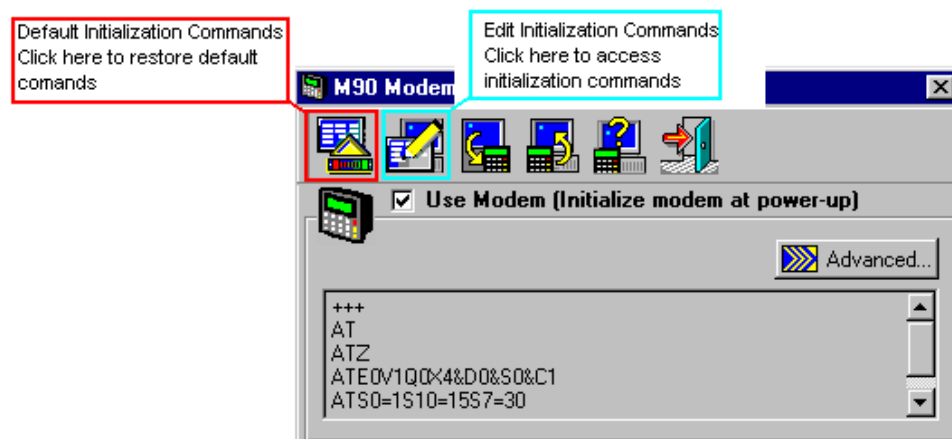 Default Initialization Commands
Click here to restore default
comands
Edit Initialization Commands
Click here to access
initialization commands
M90 Modem
Use Modem (Initialize modem at power-up)
Advanced...
+++
AT
ATZ
ATE0V1Q0X4&D0&S0&C1
ATS0=1S10=15S7=30